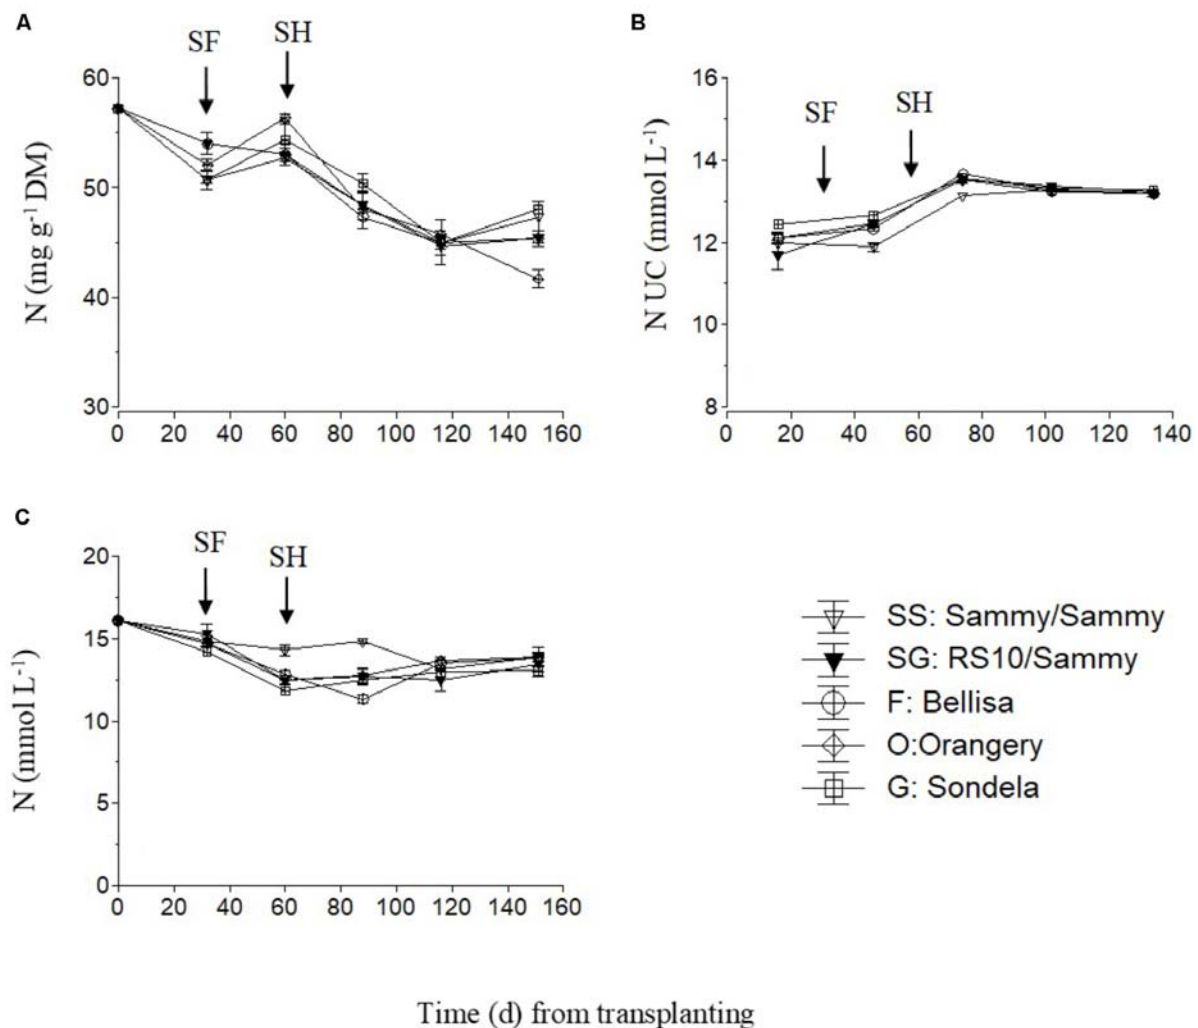 A
SF
SH
N (mg g⁻¹ DM)
60
50
40
30
0 20 40 60 80 100 120 140 160
B
SF
SH
N UC (mmol L⁻¹)
16
14
12
10
8
0 20 40 60 80 100 120 140
C
SF
SH
N (mmol L⁻¹)
20
15
10
5
0
0 20 40 60 80 100 120 140 160
SS: Sammy/Sammy
SG: RS10/Sammy
F: Bellisa
O:Orangery
G: Sondela
Time (d) from transplanting